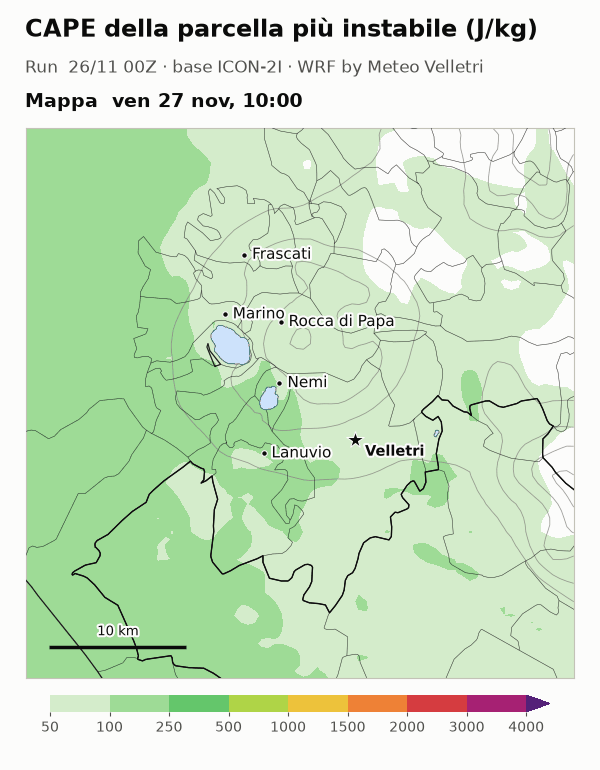 CAPE della parcella più instabile (J/kg)
Run  26/11 00Z · base ICON-2I · WRF by Meteo Velletri
Mappa  ven 27 nov, 10:00
Frascati
Marino
Rocca di Papa
Nemi
Velletri
Lanuvio
10 km
50 100 250 500 1000 1500 2000 3000 4000